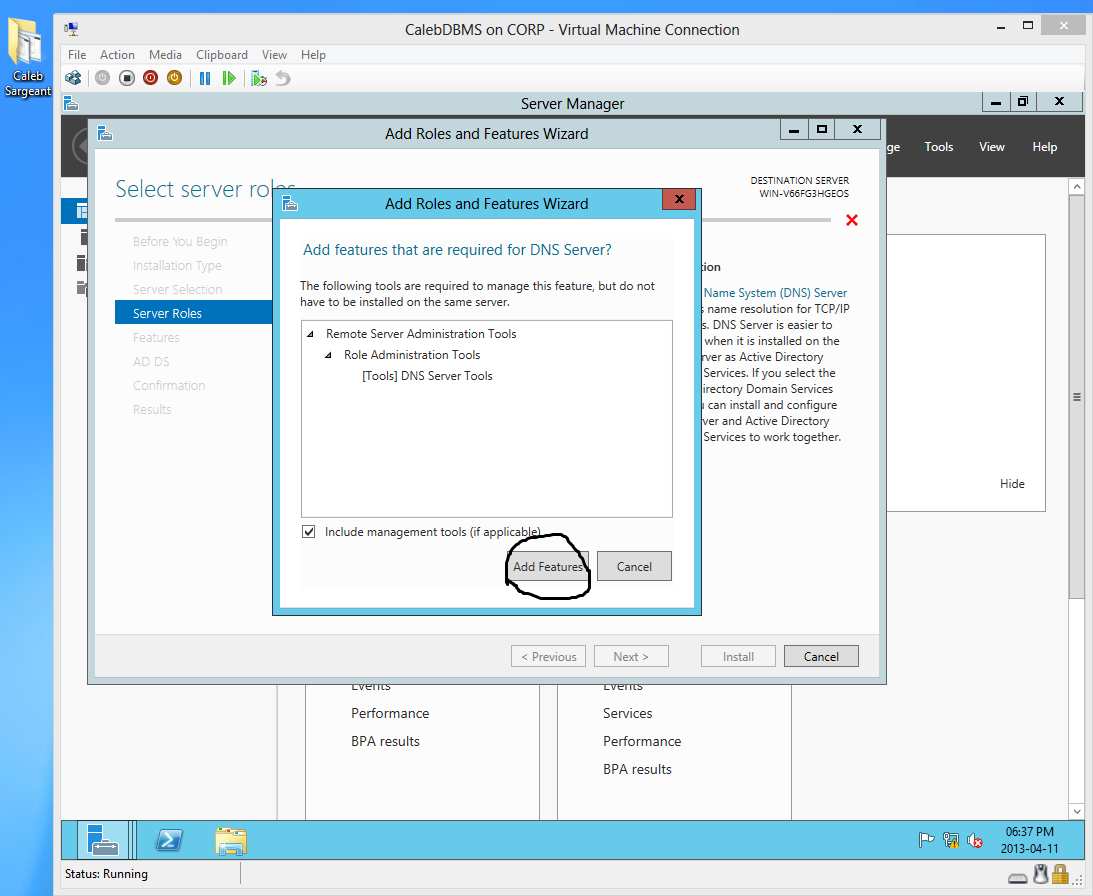 Caleb
Sargeant
CalebDBMS on CORP - Virtual Machine Connection
File Action Media Clipboard View Help
Server Manager
Tools View Help
Add Roles and Features Wizard
Select server
DESTINATION SERVER
WIN-V66FG3HGEOS
Before You Begin
Installation Type
Server Selection
Server Roles
Features
AD DS
Confirmation
Results
Add Roles and Features Wizard
Add features that are required for DNS Server?
The following tools are required to manage this feature, but do not
have to be installed on the same server.
Remote Server Administration Tools
Role Administration Tools
[Tools] DNS Server Tools
Include management tools (if applicable)
Add Features Cancel
Name System (DNS) Server
name resolution for TCP/IP
DNS Server is easier to
when it is installed on the
as Active Directory
Services. If you select the
Domain Services
can install and configure
and Active Directory
Services to work together.
Hide
< Previous Next > Install Cancel
Events
Performance
BPA results
Events
Services
Performance
BPA results
06:37 PM
2013-04-11
Status: Running